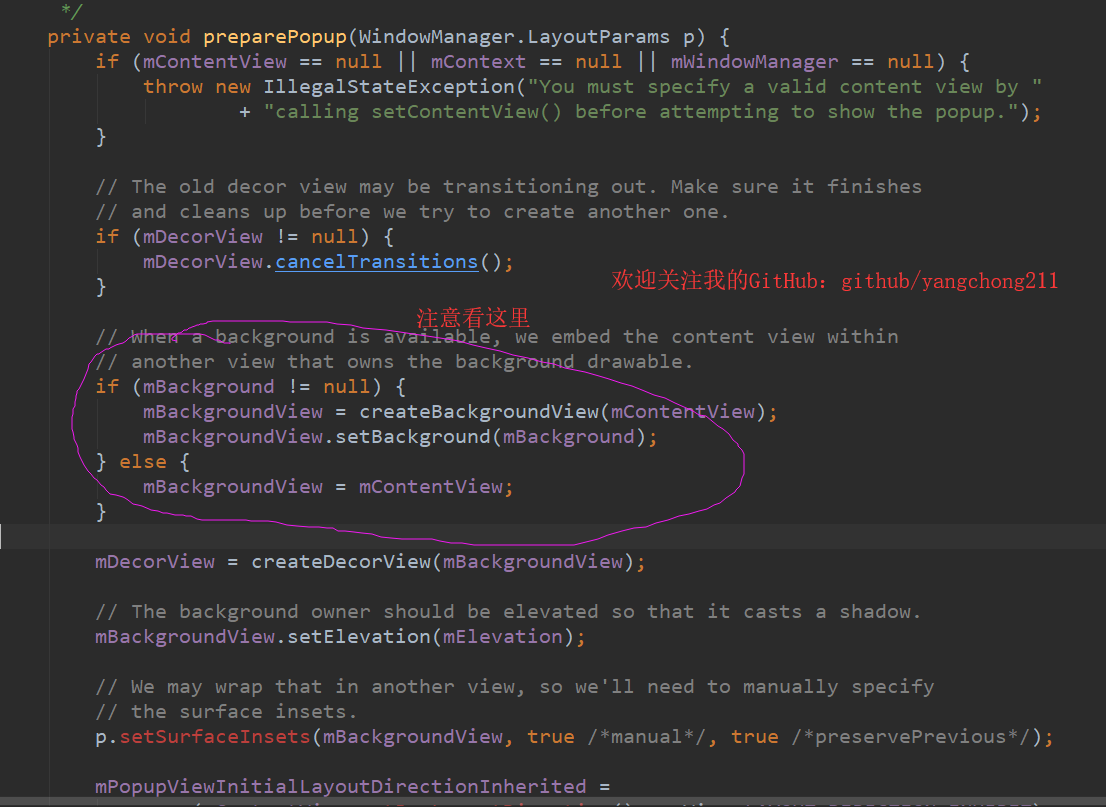 */
private void preparePopup(WindowManager.LayoutParams p) {
if (mContentView == null || mContext == null || mWindowManager == null) {
throw new IllegalStateException("You must specify a valid content view by "
+ "calling setContentView() before attempting to show the popup.");
}
// The old decor view may be transitioning out. Make sure it finishes
// and cleans up before we try to create another one.
if (mDecorView != null) {
mDecorView.cancelTransitions();
}
欢迎关注我的GitHub: github/yangchong211
注意看这里
// When a background is available, we embed the content view within
// another view that owns the background drawable.
if (mBackground != null) {
mBackgroundView = createBackgroundView(mContentView);
mBackgroundView.setBackground(mBackground);
} else {
mBackgroundView = mContentView;
}
mDecorView = createDecorView(mBackgroundView);
// The background owner should be elevated so that it casts a shadow.
mBackgroundView.setElevation(mElevation);
// We may wrap that in another view, so we'll need to manually specify
// the surface insets.
p.setSurfaceInsets(mBackgroundView, true /*manual*/, true /*preservePrevious*/);
mPopupViewInitialLayoutDirectionInherited =